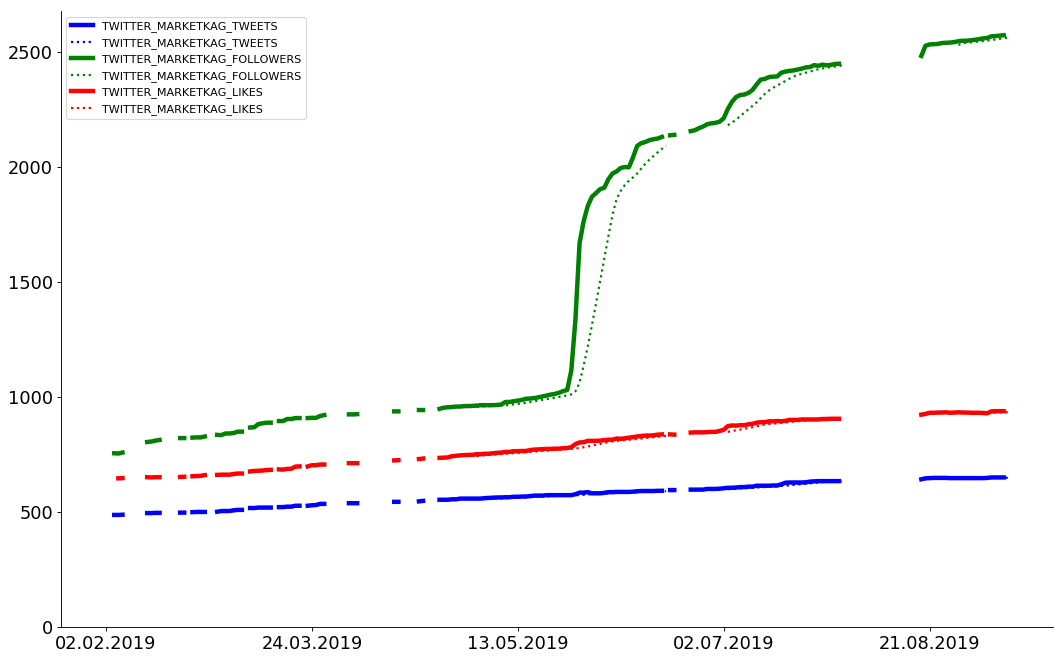 TWITTER_MARKETKAG_TWEETS
TWITTER_MARKETKAG_TWEETS
TWITTER_MARKETKAG_FOLLOWERS
TWITTER_MARKETKAG_FOLLOWERS
TWITTER_MARKETKAG_LIKES
TWITTER_MARKETKAG_LIKES
2500
2000
1500
1000
500
0
02.02.2019 24.03.2019 13.05.2019 02.07.2019 21.08.2019